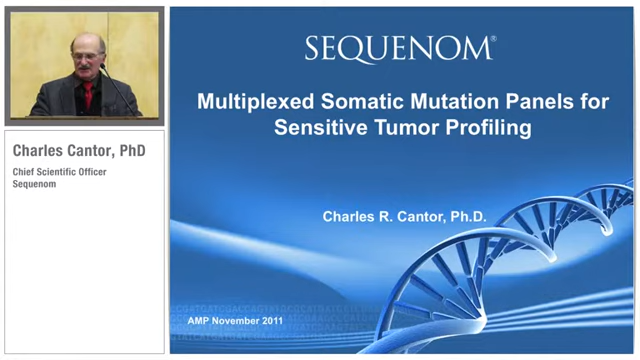 Charles Cantor, PhD
Chief Scientific Officer
Sequenom
SEQUENOM®
Multiplexed Somatic Mutation Panels for
Sensitive Tumor Profiling
Charles R. Cantor, Ph.D.
AMP November 2011